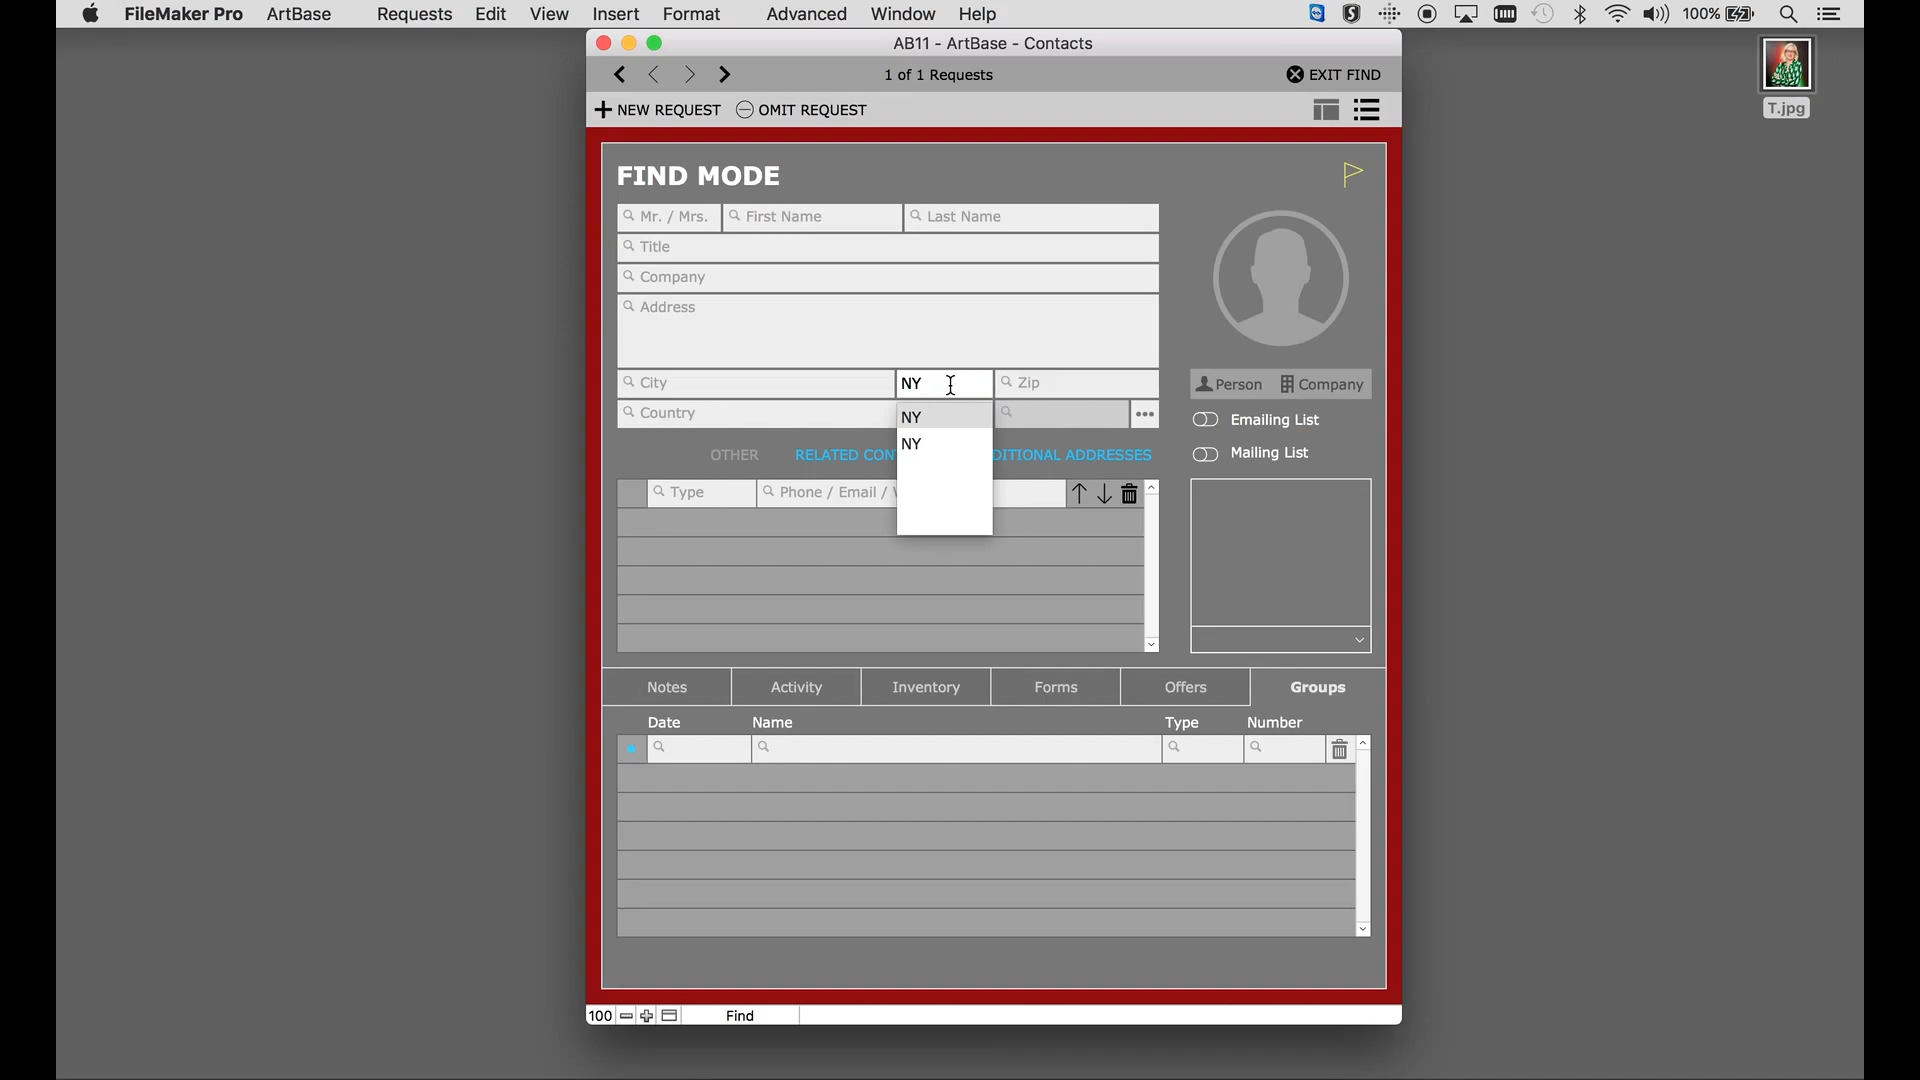 FileMaker Pro ArtBase Requests Edit View Insert Format Advanced Window Help 100%
AB11 - ArtBase - Contacts
1 of 1 Requests EXIT FIND
NEW REQUEST OMIT REQUEST
T.jpg
FIND MODE
Mr. / Mrs. First Name Last Name
Title
Company
Address
City NY Zip Person Company
Country NY Emailing List
NY
OTHER RELATED CON DITIONAL ADDRESSES Mailing List
Type Phone / Email /
Notes Activity Inventory Forms Offers Groups
Date Name Type Number
100 Find